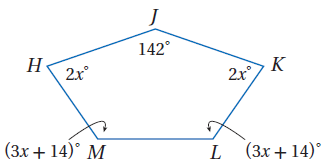 J
142°
H 2x° 2x° K
(3x + 14)° M L (3x + 14)°